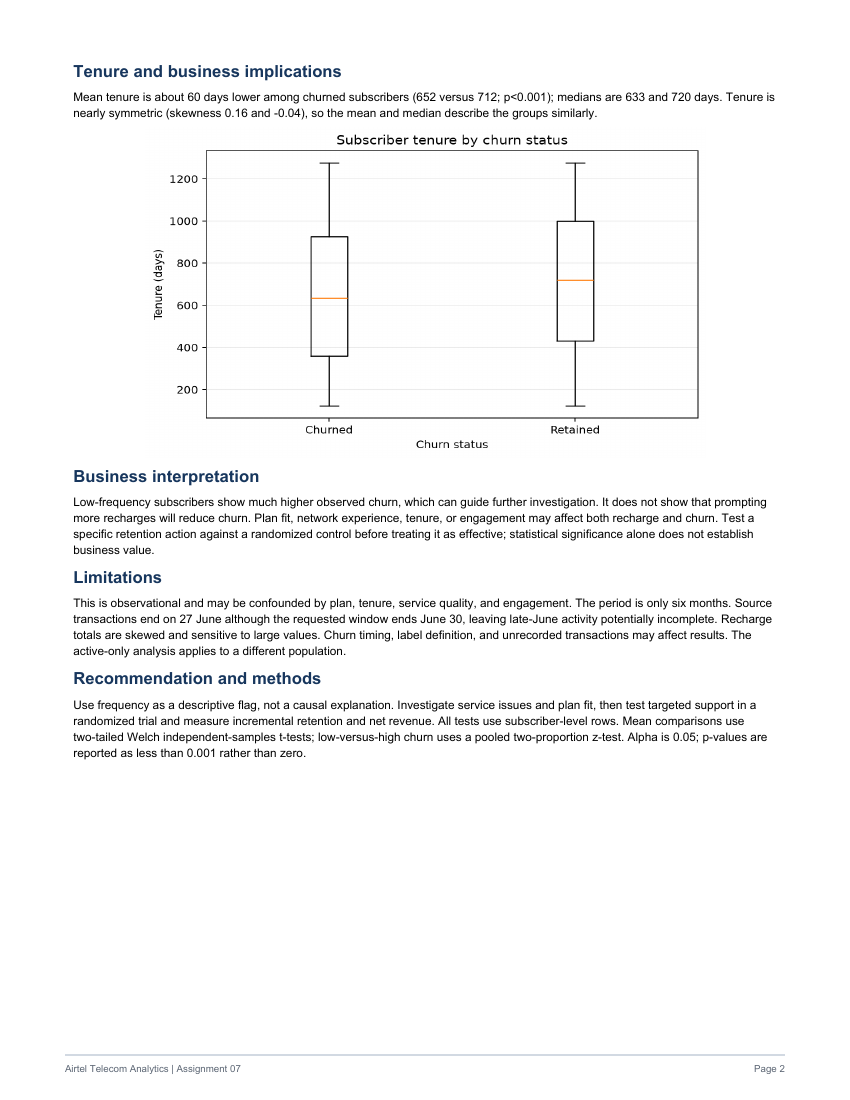 Tenure and business implications
Mean tenure is about 60 days lower among churned subscribers (652 versus 712; p<0.001); medians are 633 and 720 days. Tenure is
nearly symmetric (skewness 0.16 and -0.04), so the mean and median describe the groups similarly.
Subscriber tenure by churn status
1200
1000
800
600
400
200
Tenure (days)
Churned
Retained
Churn status
Business interpretation
Low-frequency subscribers show much higher observed churn, which can guide further investigation. It does not show that prompting
more recharges will reduce churn. Plan fit, network experience, tenure, or engagement may affect both recharge and churn. Test a
specific retention action against a randomized control before treating it as effective; statistical significance alone does not establish
business value.
Limitations
This is observational and may be confounded by plan, tenure, service quality, and engagement. The period is only six months. Source
transactions end on 27 June although the requested window ends June 30, leaving late-June activity potentially incomplete. Recharge
totals are skewed and sensitive to large values. Churn timing, label definition, and unrecorded transactions may affect results. The
active-only analysis applies to a different population.
Recommendation and methods
Use frequency as a descriptive flag, not a causal explanation. Investigate service issues and plan fit, then test targeted support in a
randomized trial and measure incremental retention and net revenue. All tests use subscriber-level rows. Mean comparisons use
two-tailed Welch independent-samples t-tests; low-versus-high churn uses a pooled two-proportion z-test. Alpha is 0.05; p-values are
reported as less than 0.001 rather than zero.
Airtel Telecom Analytics | Assignment 07
Page 2